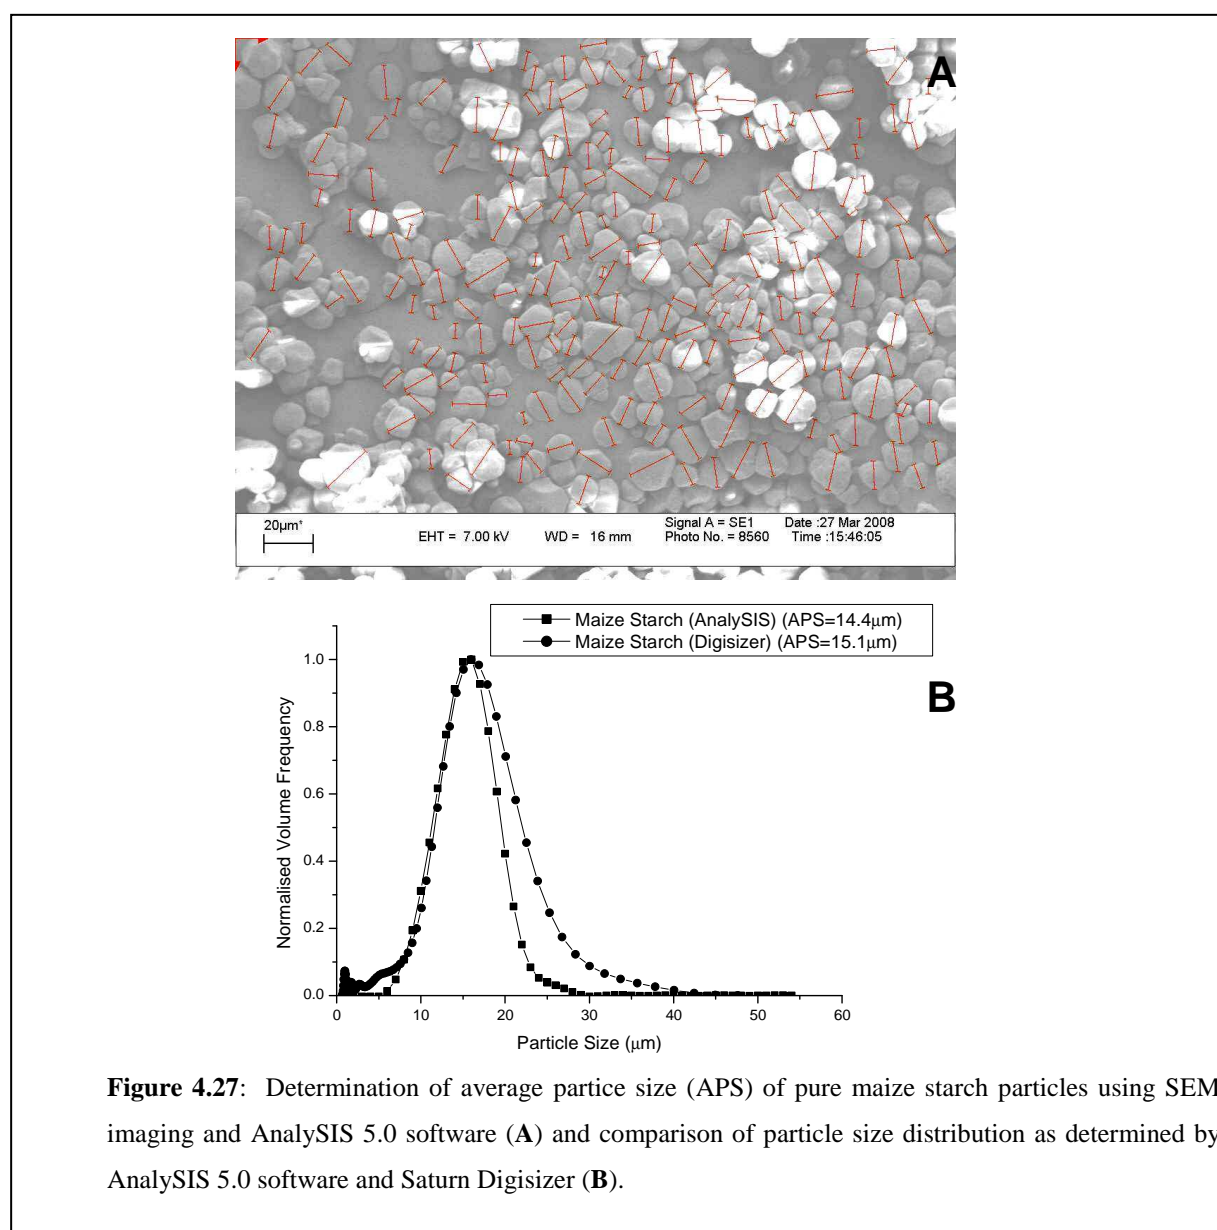 A
20µm*
EHT = 7.00 kV
WD = 16 mm
Signal A = SE1
Photo No. = 8560
Date :27 Mar 2008
Time :15:46:05
Maize Starch (AnalySIS) (APS=14.4µm)
Maize Starch (Digisizer) (APS=15.1µm)
B
Normalised Volume Frequency
1.0
0.8
0.6
0.4
0.2
0.0
0 10 20 30 40 50 60
Particle Size (µm)
Figure 4.27: Determination of average partice size (APS) of pure maize starch particles using SEM
imaging and AnalySIS 5.0 software (A) and comparison of particle size distribution as determined by
AnalySIS 5.0 software and Saturn Digisizer (B).